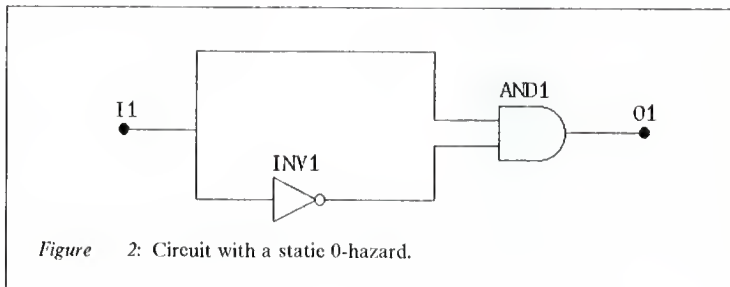 AND1
I1
O1
INV1
Figure 2: Circuit with a static 0-hazard.